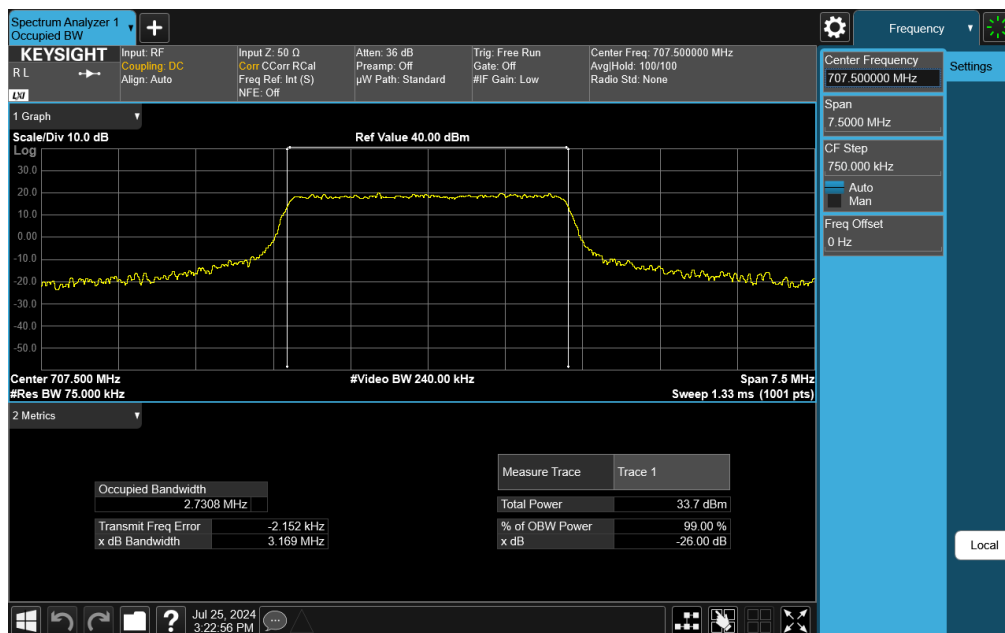 Spectrum Analyzer 1
Occupied BW
+
Frequency
KEYSIGHT
R L
LXI
Input: RF
Coupling: DC
Align: Auto
Input Z: 50 Ω
Corr CCorr RCal
Freq Ref: Int (S)
NFE: Off
Atten: 36 dB
Preamp: Off
µW Path: Standard
Trig: Free Run
Gate: Off
#IF Gain: Low
Center Freq: 707.500000 MHz
Avg|Hold: 100/100
Radio Std: None
Center Frequency
707.500000 MHz
Settings
Span
7.5000 MHz
CF Step
750.000 kHz
Auto
Man
Freq Offset
0 Hz
1 Graph
Scale/Div 10.0 dB
Ref Value 40.00 dBm
Log
30.0
20.0
10.0
0.00
-10.0
-20.0
-30.0
-40.0
-50.0
Center 707.500 MHz
#Video BW 240.00 kHz
Span 7.5 MHz
#Res BW 75.000 kHz
Sweep 1.33 ms (1001 pts)
2 Metrics
Measure Trace Trace 1
Occupied Bandwidth
2.7308 MHz
Total Power 33.7 dBm
Transmit Freq Error -2.152 kHz
% of OBW Power 99.00 %
x dB Bandwidth 3.169 MHz
x dB -26.00 dB
Local
?
Jul 25, 2024
3:22:56 PM